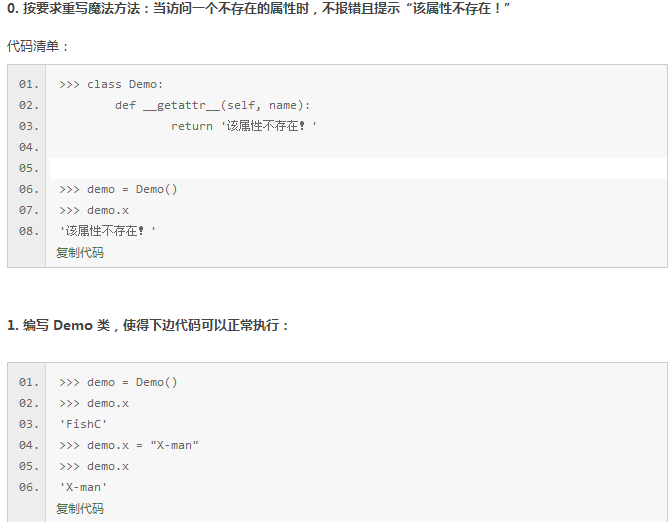 0. 按要求重写魔法方法：当访问一个不存在的属性时，不报错且提示“该属性不存在！”
代码清单：
01. >>> class Demo:
02.         def __getattr__(self, name):
03.                 return '该属性不存在！'
04.
05.
06. >>> demo = Demo()
07. >>> demo.x
08. '该属性不存在！'
复制代码
1. 编写 Demo 类，使得下边代码可以正常执行：
01. >>> demo = Demo()
02. >>> demo.x
03. 'FishC'
04. >>> demo.x = "X-man"
05. >>> demo.x
06. 'X-man'
复制代码